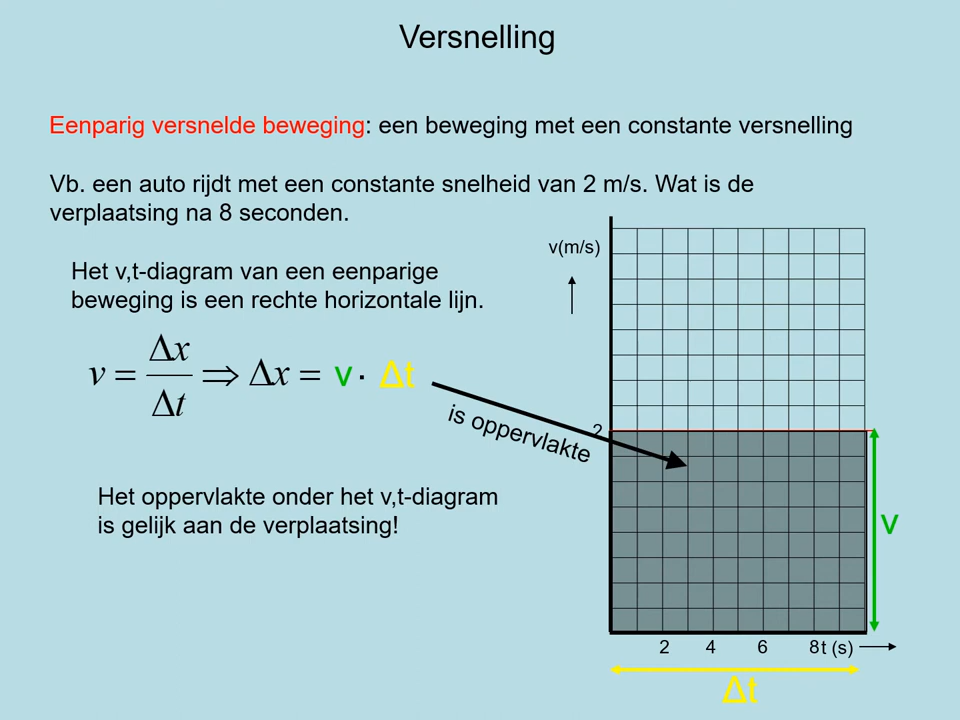 Versnelling
Eenparig versnelde beweging: een beweging met een constante versnelling
Vb. een auto rijdt met een constante snelheid van 2 m/s. Wat is de
verplaatsing na 8 seconden.
v(m/s)
Het v,t-diagram van een eenparige
beweging is een rechte horizontale lijn.
v = Δx/Δt ⇒ Δx = v · Δt
is oppervlakte
2
Het oppervlakte onder het v,t-diagram
is gelijk aan de verplaatsing!
v
2 4 6 8 t (s)
Δt